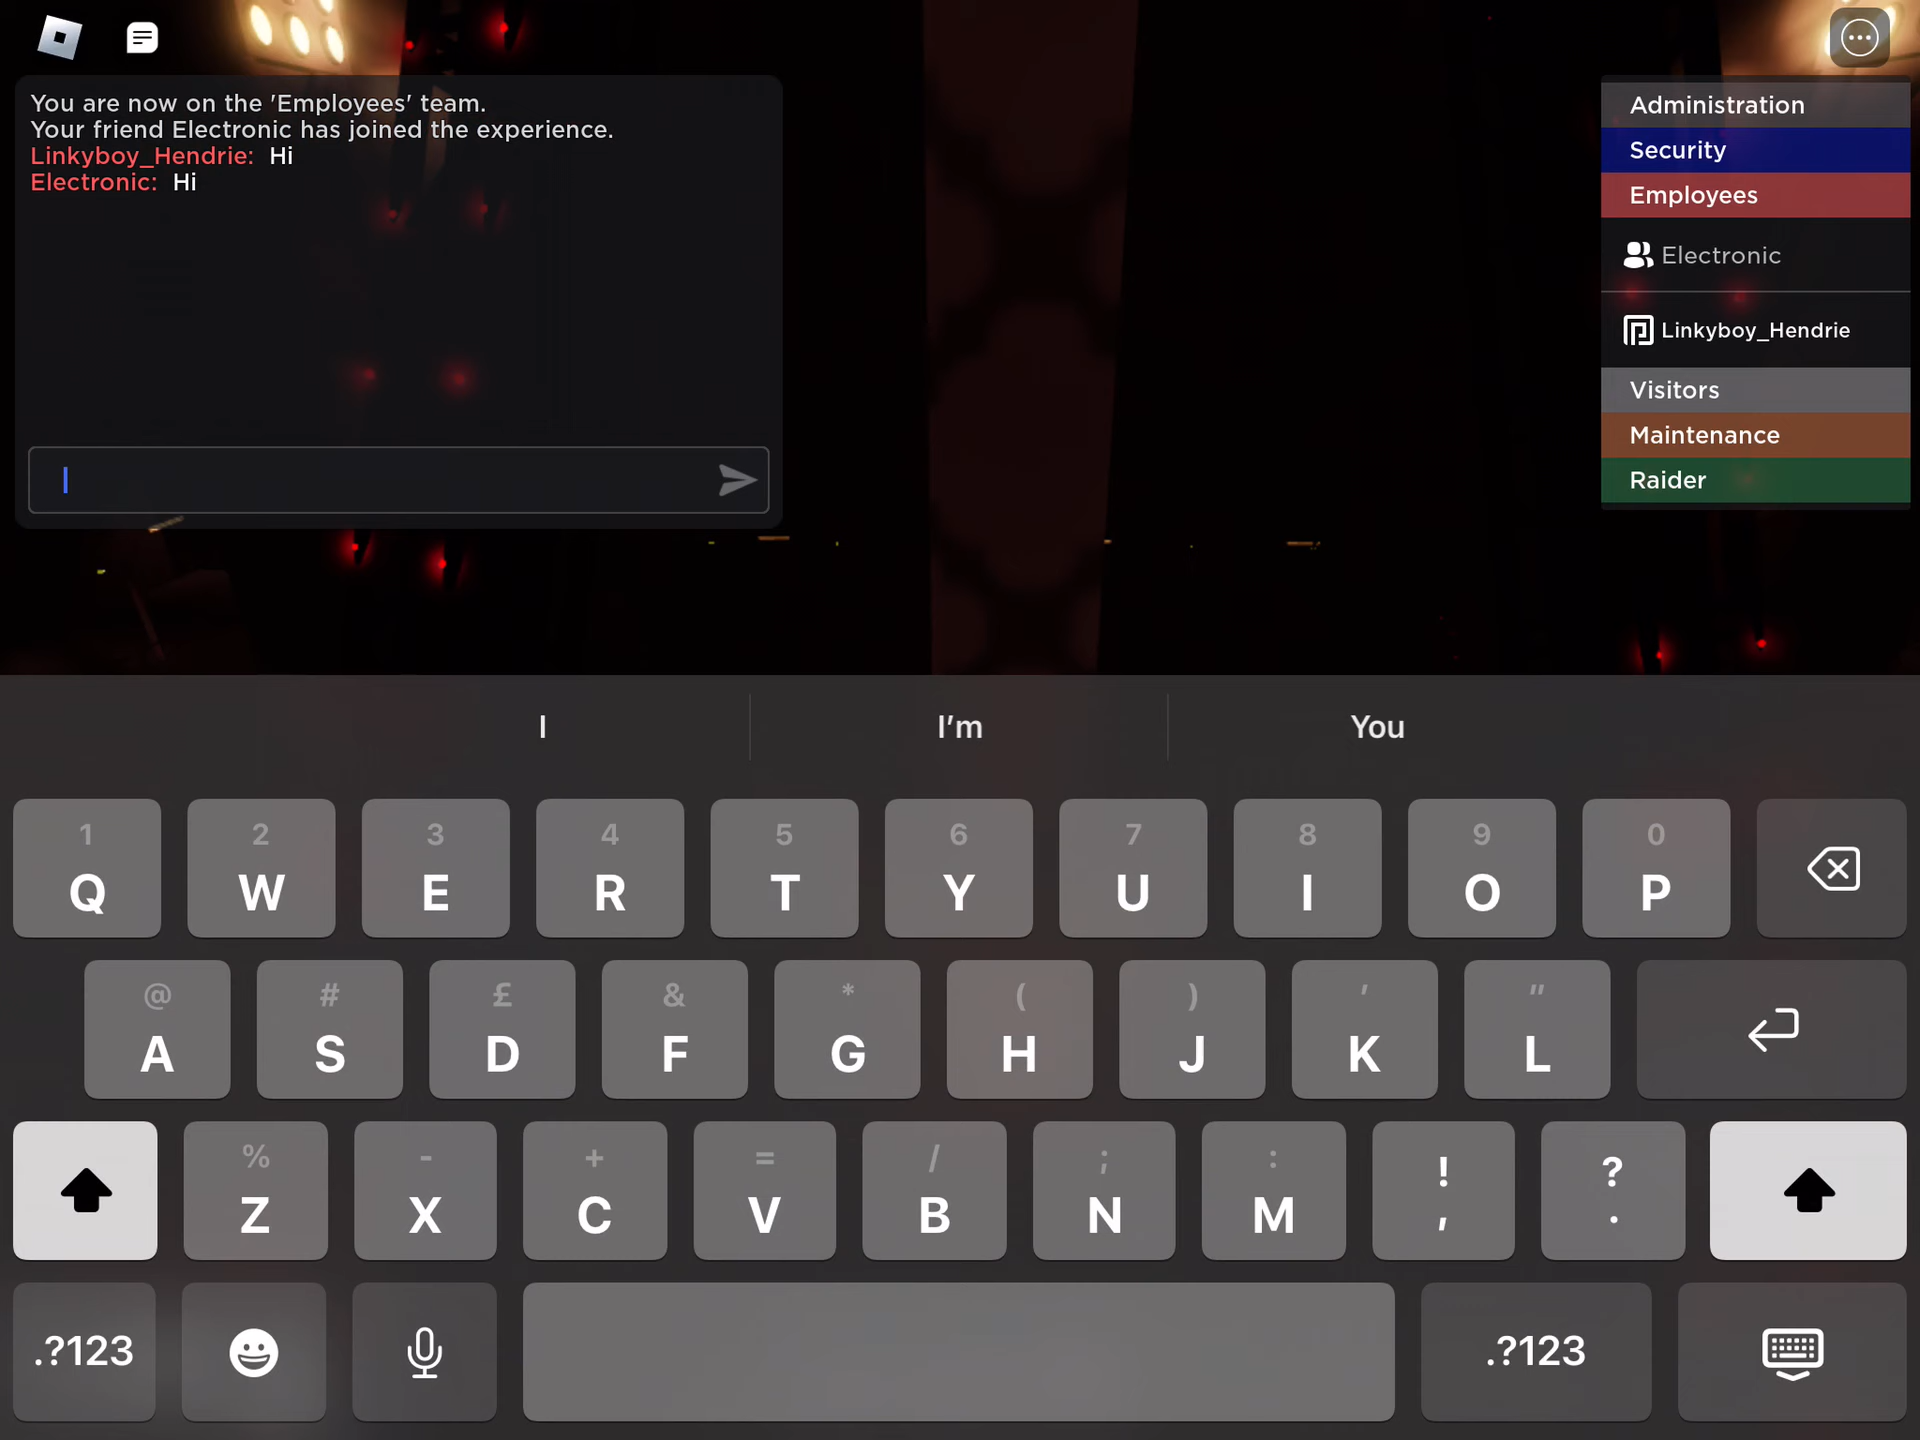 You are now on the 'Employees' team.
Your friend Electronic has joined the experience.
Linkyboy_Hendrie: Hi
Electronic: Hi
Administration
Security
Employees
Electronic
Linkyboy_Hendrie
Visitors
Maintenance
Raider
I I'm You
1 2 3 4 5 6 7 8 9 0
Q W E R T Y U I O P
@ # £ & * ( ) ' "
A S D F G H J K L
% - + = / ; : ! ?
Z X C V B N M , .
.?123 .?123